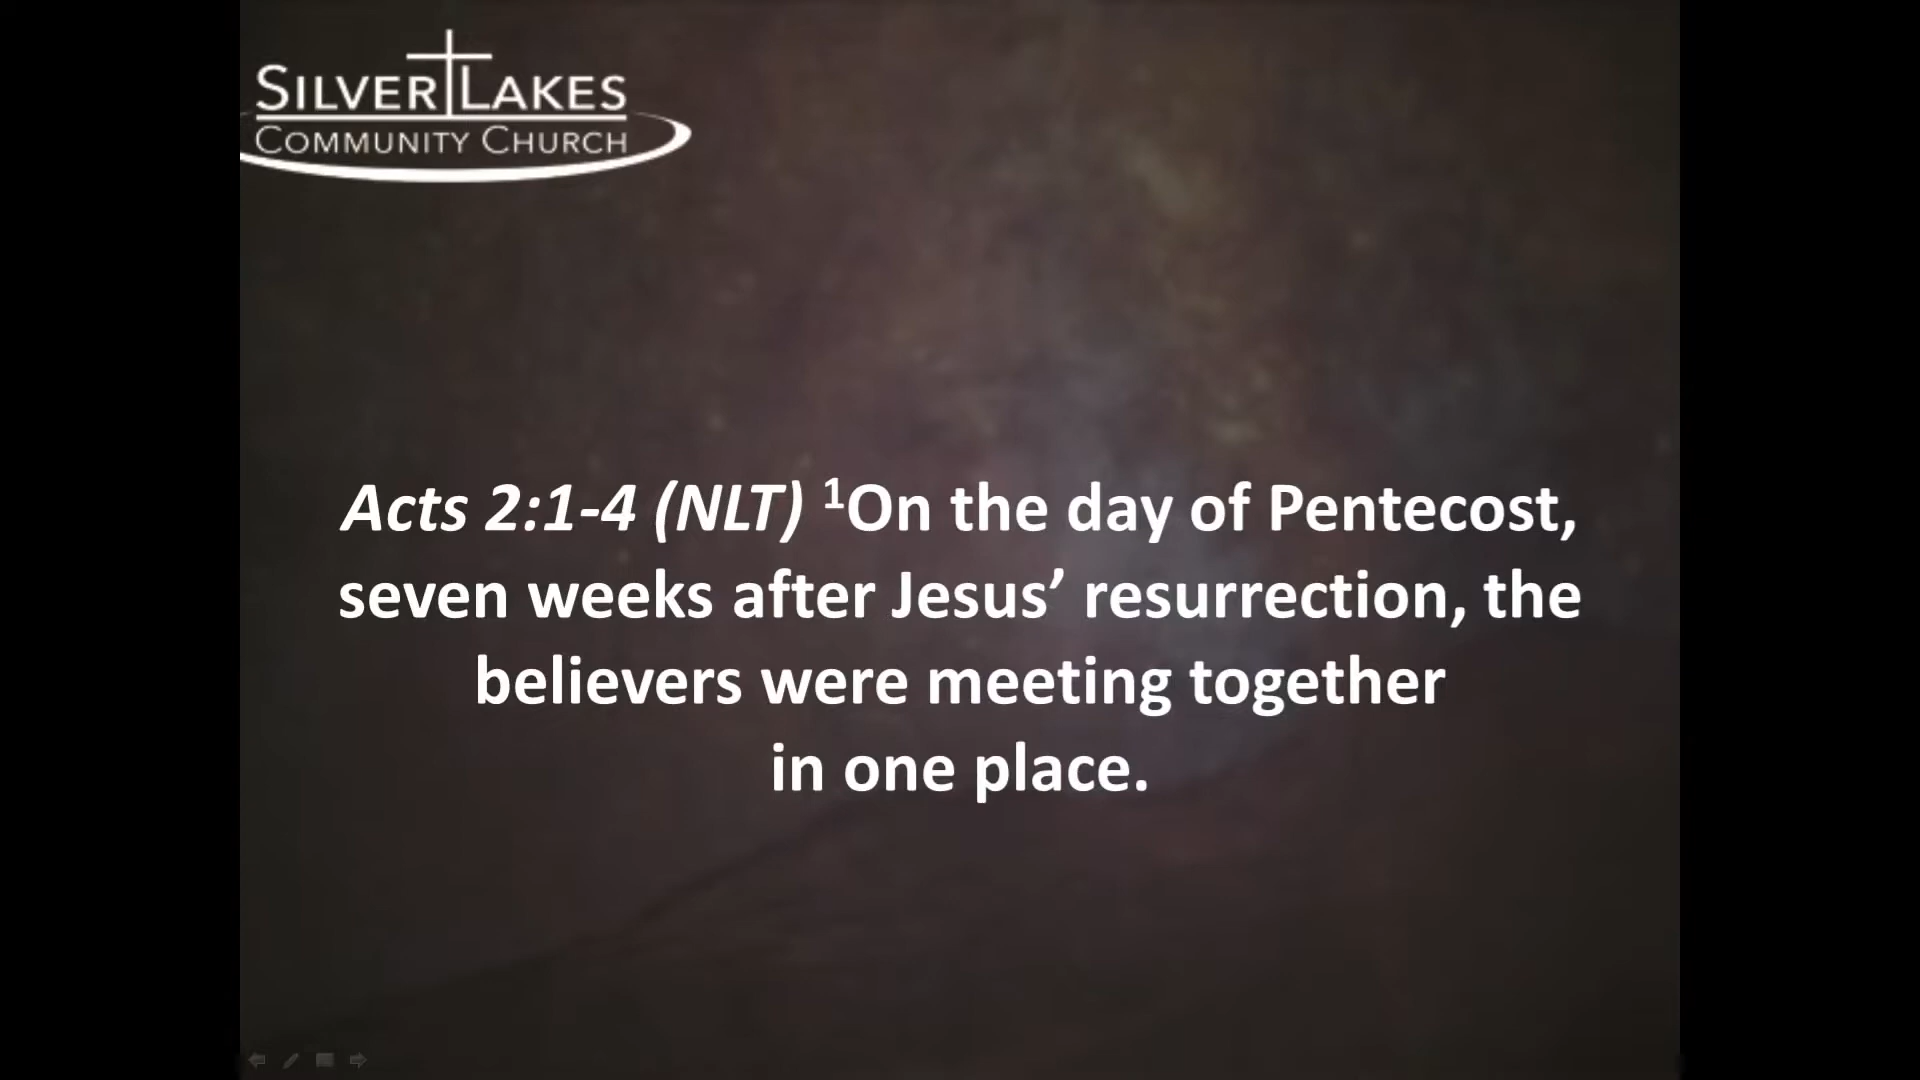 SILVER LAKES
COMMUNITY CHURCH
Acts 2:1-4 (NLT) ¹On the day of Pentecost,
seven weeks after Jesus’ resurrection, the
believers were meeting together
in one place.